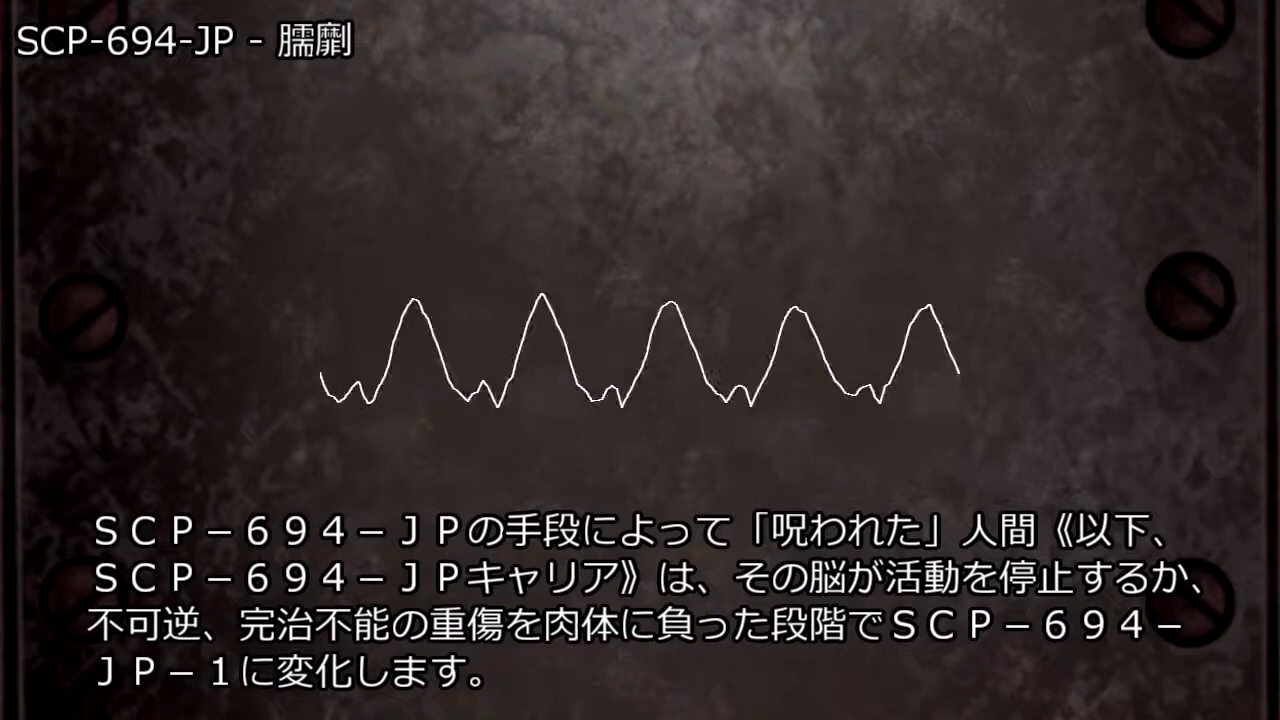 SCP-694-JP - 臑劘
ＳＣＰ－６９４－ＪＰの手段によって「呪われた」人間《以下、
ＳＣＰ－６９４－ＪＰキャリア》は、その脳が活動を停止するか、
不可逆、完治不能の重傷を肉体に負った段階でＳＣＰ－６９４－
ＪＰ－１に変化します。